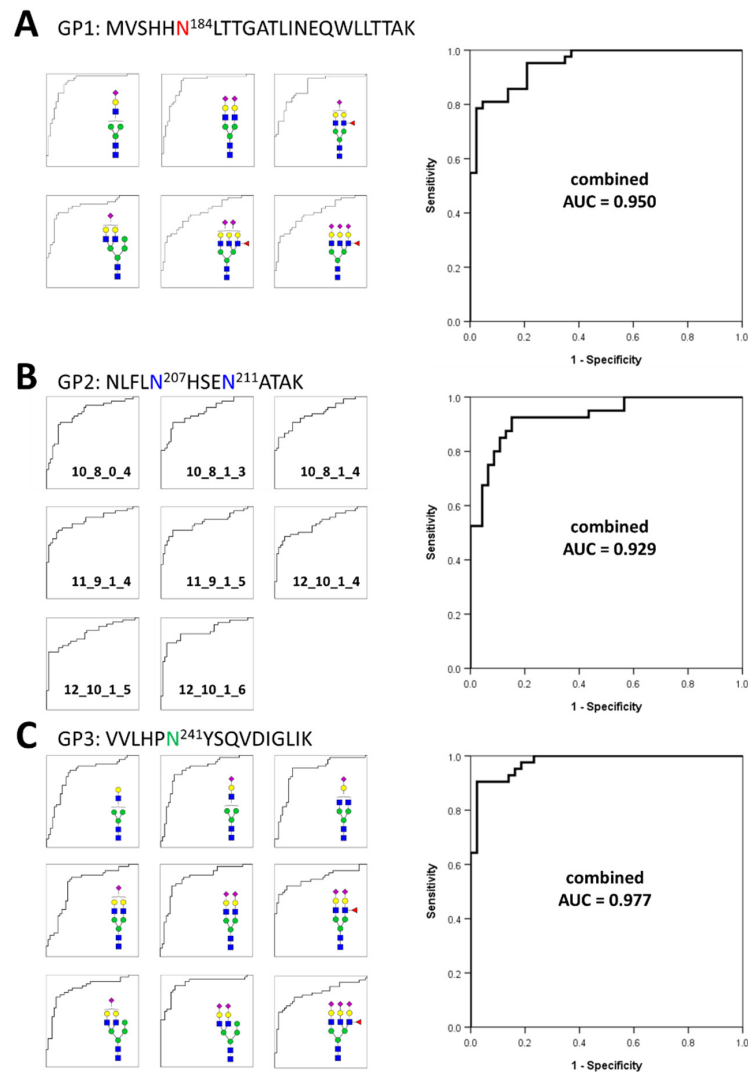 A GP1: MVSHHN¹⁸⁴LTTGATLINEQWLLTTAK
1.0
0.8
0.6
0.4
0.2
0.0
Sensitivity
combined
AUC = 0.950
0.0 0.2 0.4 0.6 0.8 1.0
1 - Specificity
B GP2: NLFLN²⁰⁷HSEN²¹¹ATAK
10_8_0_4 10_8_1_3 10_8_1_4
11_9_1_4 11_9_1_5 12_10_1_4
12_10_1_5 12_10_1_6
1.0
0.8
0.6
0.4
0.2
0.0
Sensitivity
combined
AUC = 0.929
0.0 0.2 0.4 0.6 0.8 1.0
1 - Specificity
C GP3: VVLHPN²⁴¹YSQVDIGLIK
1.0
0.8
0.6
0.4
0.2
0.0
Sensitivity
combined
AUC = 0.977
0.0 0.2 0.4 0.6 0.8 1.0
1 - Specificity